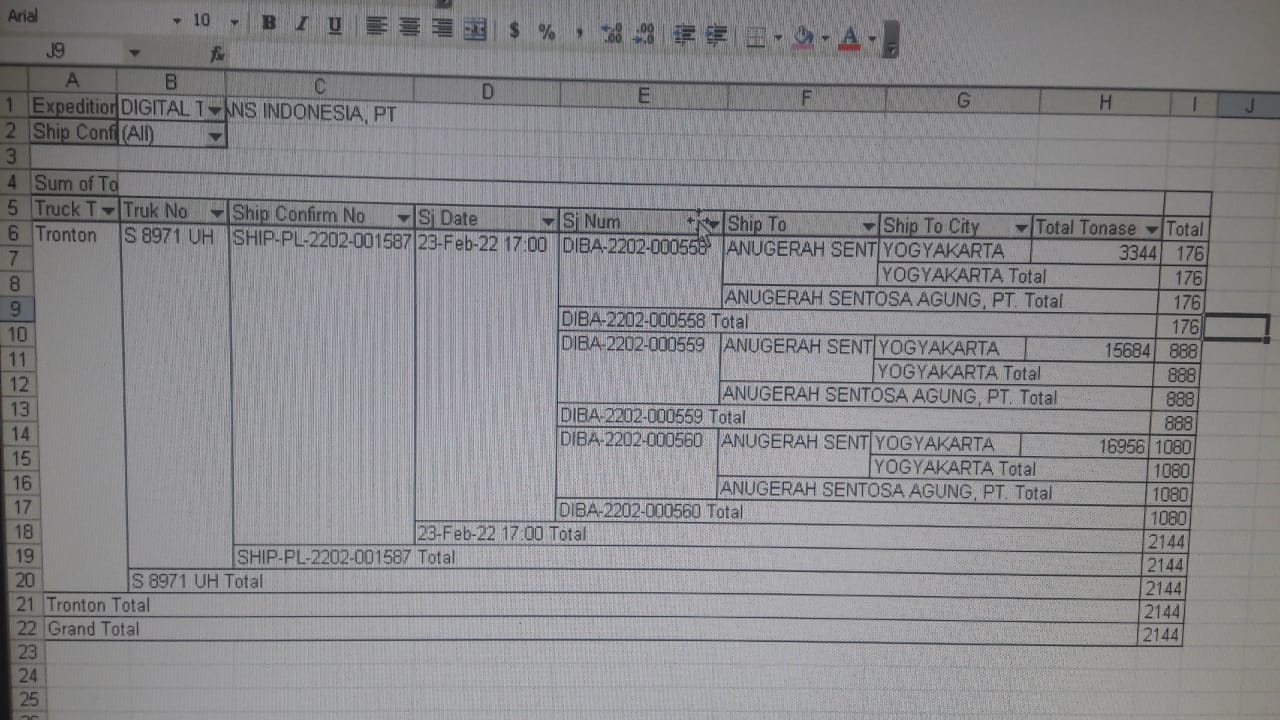 Arial 10 B I U $ % , .00 .00 A
J9 fx
A B C D E F G H I J
1 Expedition DIGITAL T ANS INDONESIA, PT
2 Ship Conf (All)
3
4 Sum of To
5 Truck T Truk No Ship Confirm No Sj Date Sj Num Ship To Ship To City Total Tonase Total
6 Tronton S 8971 UH SHIP-PL-2202-001587 23-Feb-22 17:00 DIBA-2202-000558 ANUGERAH SENT YOGYAKARTA 3344 176
7 YOGYAKARTA Total 176
8 ANUGERAH SENTOSA AGUNG, PT. Total 176
9 DIBA-2202-000558 Total 176
10 DIBA-2202-000559 ANUGERAH SENT YOGYAKARTA 15684 888
11 YOGYAKARTA Total 888
12 ANUGERAH SENTOSA AGUNG, PT. Total 888
13 DIBA-2202-000559 Total 888
14 DIBA-2202-000560 ANUGERAH SENT YOGYAKARTA 16956 1080
15 YOGYAKARTA Total 1080
16 ANUGERAH SENTOSA AGUNG, PT. Total 1080
17 DIBA-2202-000560 Total 1080
18 23-Feb-22 17:00 Total 2144
19 SHIP-PL-2202-001587 Total 2144
20 S 8971 UH Total 2144
21 Tronton Total 2144
22 Grand Total 2144
23
24
25